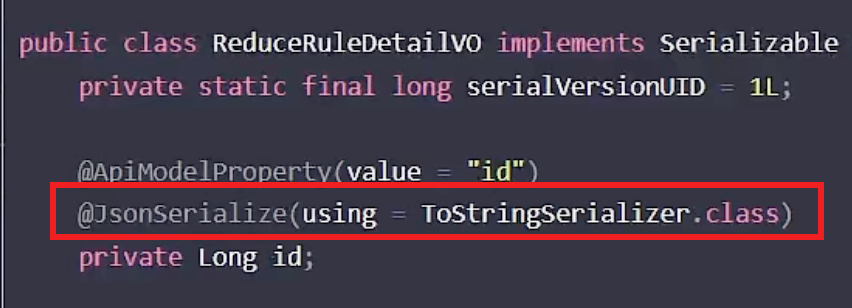 public class ReduceRuleDetailVO implements Serializable
private static final long serialVersionUID = 1L;
@ApiModelProperty(value = "id")
@JsonSerialize(using = ToStringSerializer.class)
private Long id;